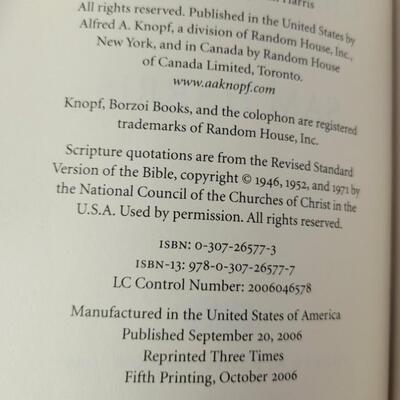 Harris
All rights reserved. Published in the United States by
Alfred A. Knopf, a division of Random House, Inc.,
New York, and in Canada by Random House
of Canada Limited, Toronto.
www.aaknopf.com
Knopf, Borzoi Books, and the colophon are registered
trademarks of Random House, Inc.
Scripture quotations are from the Revised Standard
Version of the Bible, copyright © 1946, 1952, and 1971 by
the National Council of the Churches of Christ in the
U.S.A. Used by permission. All rights reserved.
ISBN: 0-307-26577-3
ISBN-13: 978-0-307-26577-7
LC Control Number: 2006046578
Manufactured in the United States of America
Published September 20, 2006
Reprinted Three Times
Fifth Printing, October 2006